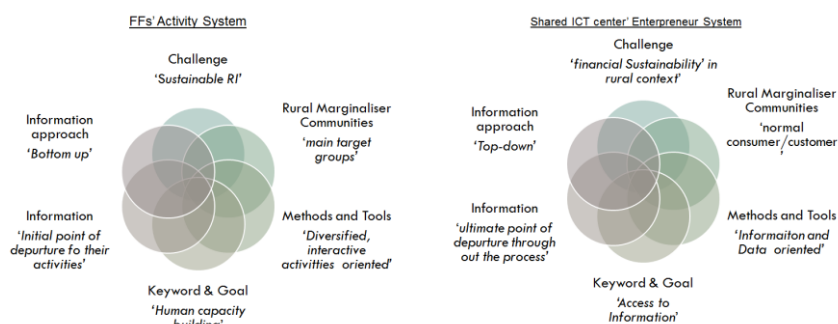 FFs' Activity System
Challenge
'Sustainable RI'
Rural Marginaliser
Communities
'main target
groups'
Methods and Tools
'Diversified,
interactive
activitties oriented'
Keyword & Goal
'Human capacity
building'
Information
'Initial point of
depurture fo their
activities'
Information
approach
'Bottom up'
Shared ICT center' Enterpreneur System
Challenge
'financial Sustainability' in
rural context'
Rural Marginaliser
Communities
'normal
consumer/customer
'
Methods and Tools
'Informaiton and
Data oriented'
Keyword & Goal
'Access to
Information'
Information
'ultimate point of
depurture through
out the process'
Information
approach
'Top-down'